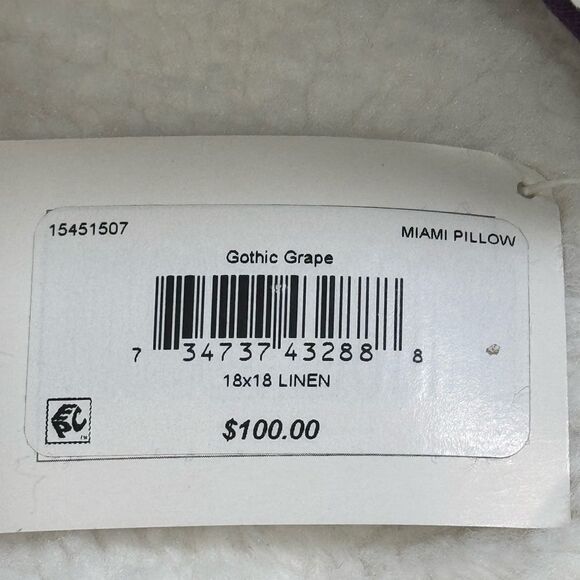 15451507
MIAMI PILLOW
Gothic Grape
7 34737 43288 8
18x18 LINEN
$100.00